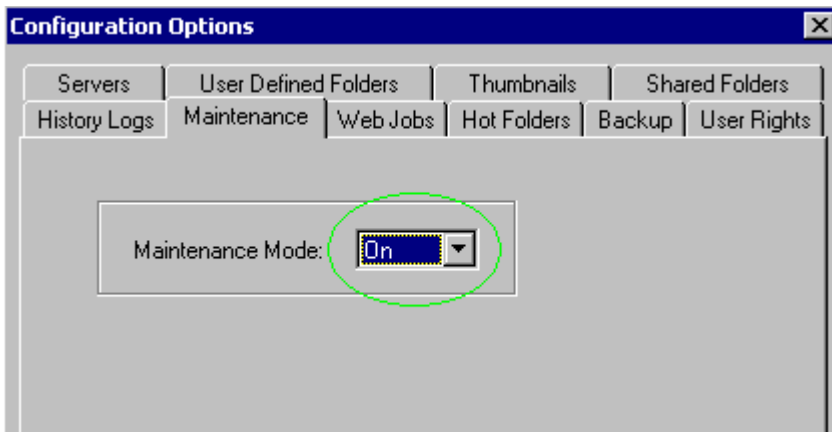 Configuration Options
Servers User Defined Folders Thumbnails Shared Folders
History Logs Maintenance Web Jobs Hot Folders Backup User Rights
Maintenance Mode: On